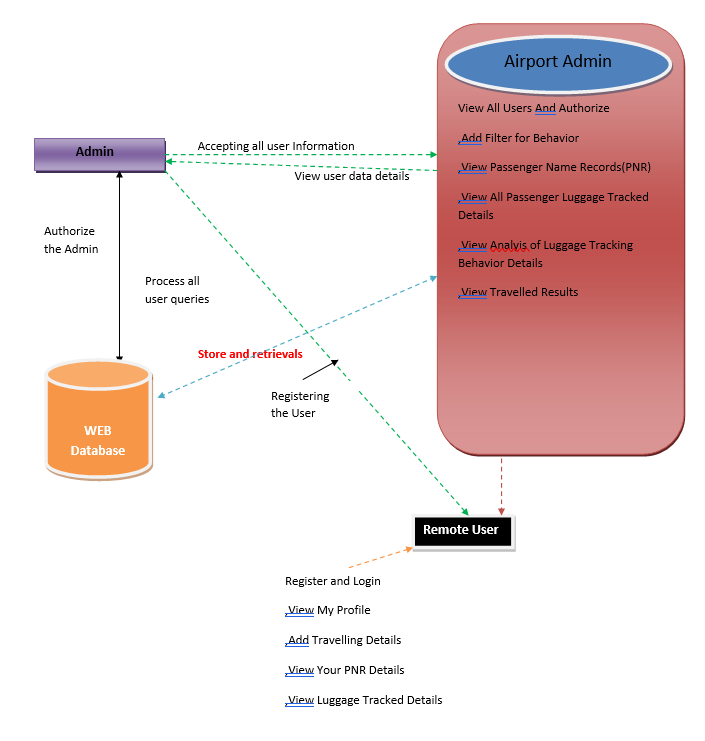 Airport Admin
View All Users And Authorize
,Add Filter for Behavior
,View Passenger Name Records(PNR)
,View All Passenger Luggage Tracked
Details
,View Analyis of Luggage Tracking
Behavior Details
,View Travelled Results
Admin
Accepting all user Information
View user data details
Authorize
the Admin
Process all
user queries
Store and retrievals
Registering
the User
WEB
Database
Remote User
Register and Login
,View My Profile
,Add Travelling Details
,View Your PNR Details
,View Luggage Tracked Details